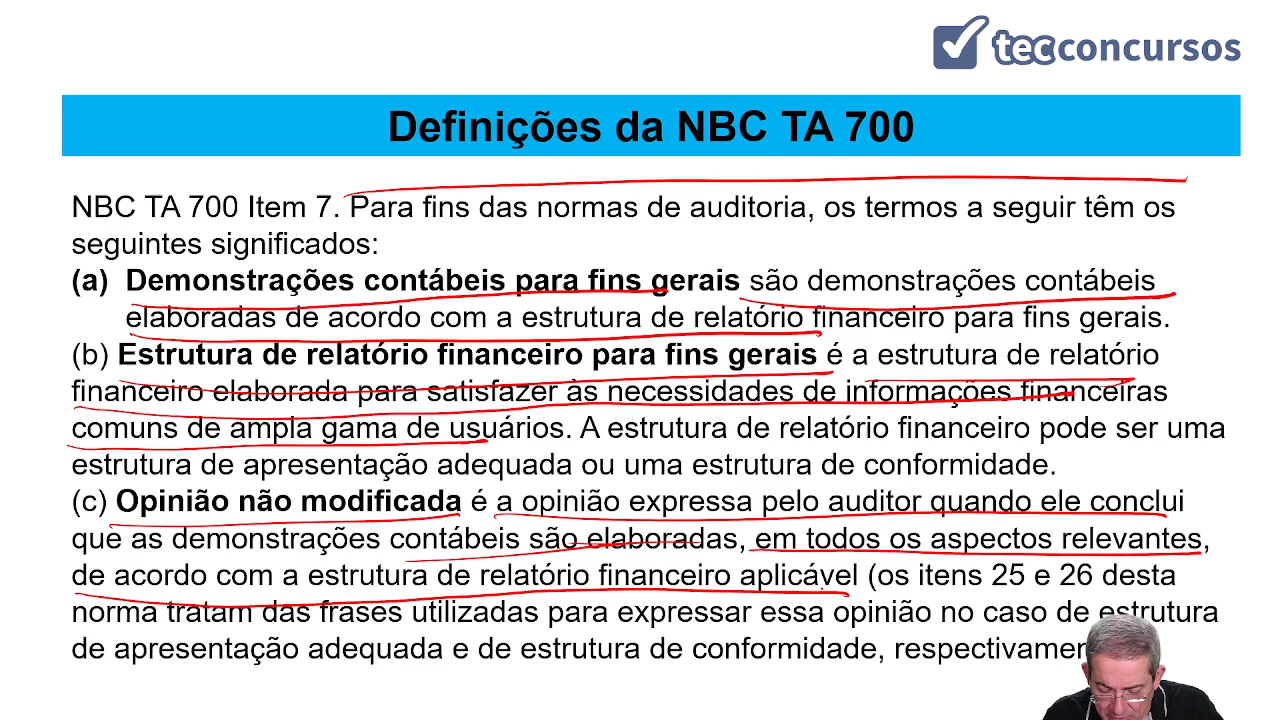 tecconcursos
Definições da NBC TA 700
NBC TA 700 Item 7. Para fins das normas de auditoria, os termos a seguir têm os
seguintes significados:
(a) Demonstrações contábeis para fins gerais são demonstrações contábeis
elaboradas de acordo com a estrutura de relatório financeiro para fins gerais.
(b) Estrutura de relatório financeiro para fins gerais é a estrutura de relatório
financeiro elaborada para satisfazer às necessidades de informações financeiras
comuns de ampla gama de usuários. A estrutura de relatório financeiro pode ser uma
estrutura de apresentação adequada ou uma estrutura de conformidade.
(c) Opinião não modificada é a opinião expressa pelo auditor quando ele conclui
que as demonstrações contábeis são elaboradas, em todos os aspectos relevantes,
de acordo com a estrutura de relatório financeiro aplicável (os itens 25 e 26 desta
norma tratam das frases utilizadas para expressar essa opinião no caso de estrutura
de apresentação adequada e de estrutura de conformidade,